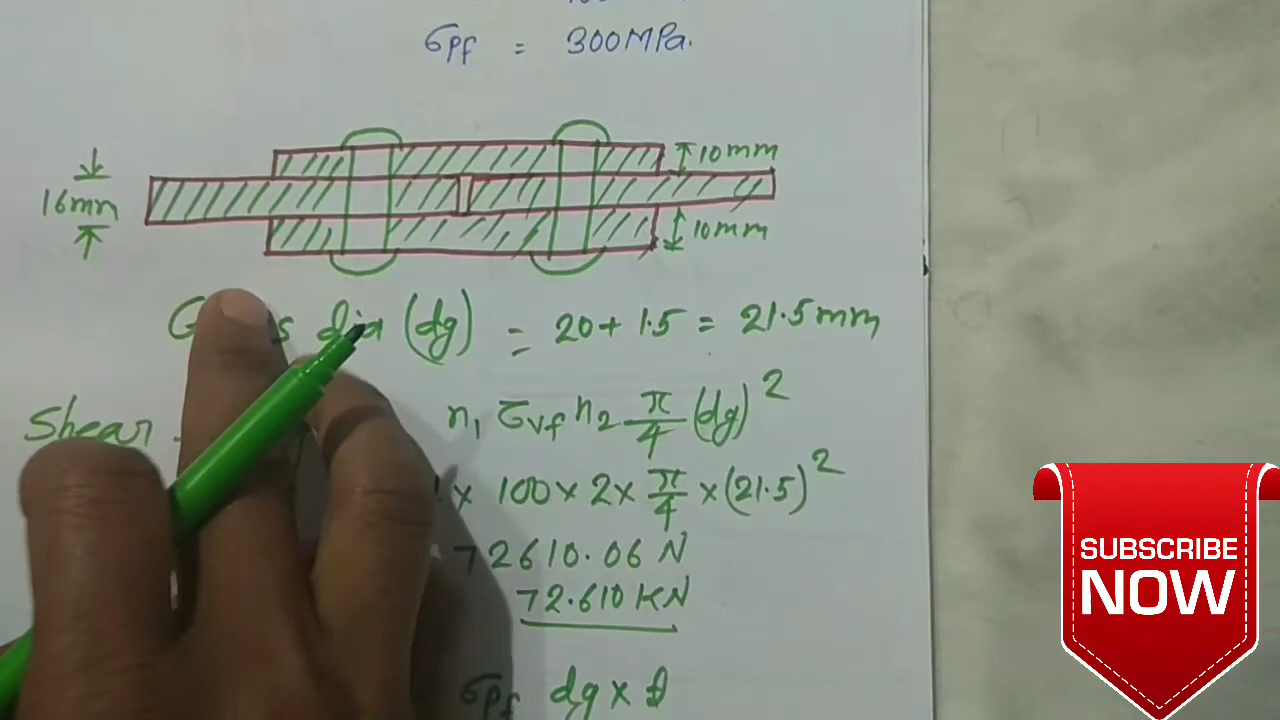 σpf = 300MPa.
10mm
16mm
10mm
dia (dg) = 20 + 1.5 = 21.5mm
Shear
n₁ τvf n₂ π/4 (dg)²
× 100 × 2 × π/4 × (21.5)²
72610.06 N
72.610 KN
σpf dg × t
SUBSCRIBE
NOW